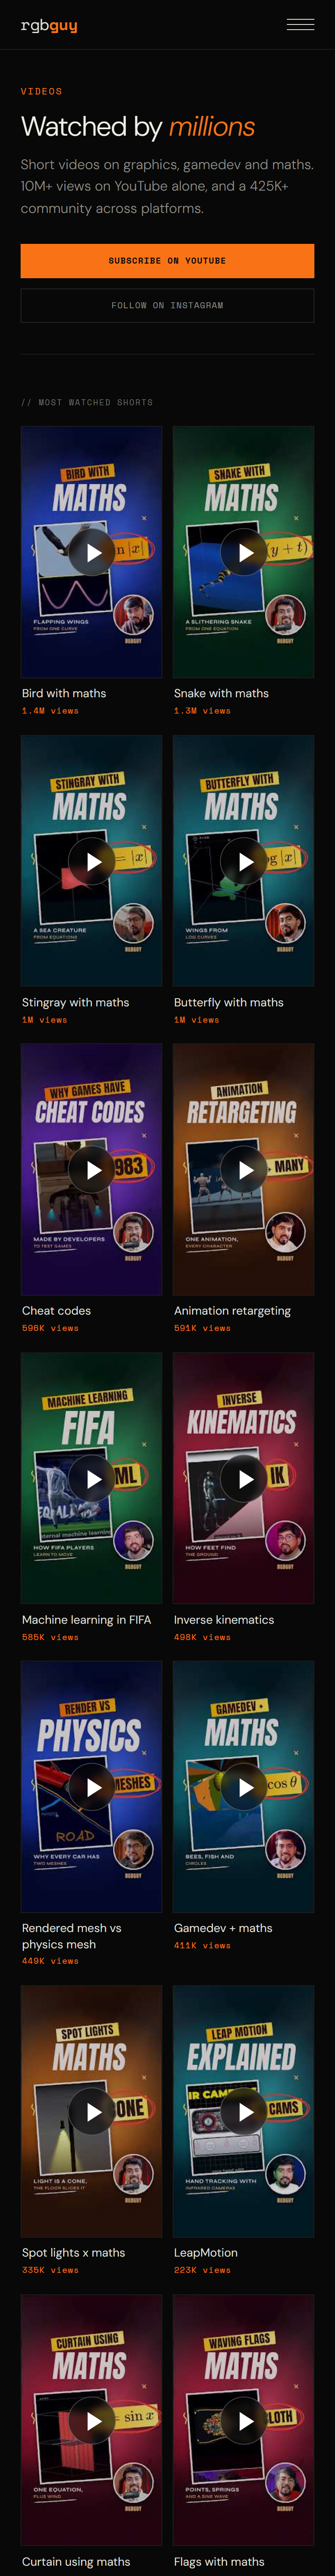 rgbguy
VIDEOS
Watched by millions
Short videos on graphics, gamedev and maths.
10M+ views on YouTube alone, and a 425K+
community across platforms.
SUBSCRIBE ON YOUTUBE
FOLLOW ON INSTAGRAM
// MOST WATCHED SHORTS
BIRD WITH
MATHS
FLAPPING WINGS
FROM ONE CURVE
RGBGUY
Bird with maths
1.4M views
SNAKE WITH
MATHS
(y + t)
A SLITHERING SNAKE
FROM ONE EQUATION
RGBGUY
Snake with maths
1.3M views
STINGRAY WITH
MATHS
= |x|
A SEA CREATURE
FROM EQUATIONS
RGBGUY
Stingray with maths
1M views
BUTTERFLY WITH
MATHS
|x|
WINGS FROM
LOG CURVES
RGBGUY
Butterfly with maths
1M views
WHY GAMES HAVE
CHEAT CODES
983
MADE BY DEVELOPERS
TO TEST GAMES
RGBGUY
Cheat codes
596K views
ANIMATION
RETARGETING
MANY
ONE ANIMATION,
EVERY CHARACTER
RGBGUY
Animation retargeting
591K views
MACHINE LEARNING
FIFA
ML
HOW FIFA PLAYERS
LEARN TO MOVE
RGBGUY
Machine learning in FIFA
585K views
INVERSE
KINEMATICS
IK
HOW FEET FIND
THE GROUND
RGBGUY
Inverse kinematics
498K views
RENDER VS
PHYSICS
MESHES
ROAD
WHY EVERY CAR HAS
TWO MESHES
RGBGUY
Rendered mesh vs
physics mesh
449K views
GAMEDEV +
MATHS
cos θ
BEES, FISH AND
CIRCLES
RGBGUY
Gamedev + maths
411K views
SPOT LIGHTS
MATHS
LIGHT IS A CONE,
THE FLOOR SLICES IT
RGBGUY
Spot lights x maths
335K views
LEAP MOTION
EXPLAINED
CAMS
HAND TRACKING WITH
INFRARED CAMERAS
RGBGUY
LeapMotion
223K views
CURTAIN USING
MATHS
= sin x
ONE EQUATION,
PLUS WIND
RGBGUY
Curtain using maths
WAVING FLAGS
MATHS
POINTS, SPRINGS
AND A SINE WAVE
RGBGUY
Flags with maths